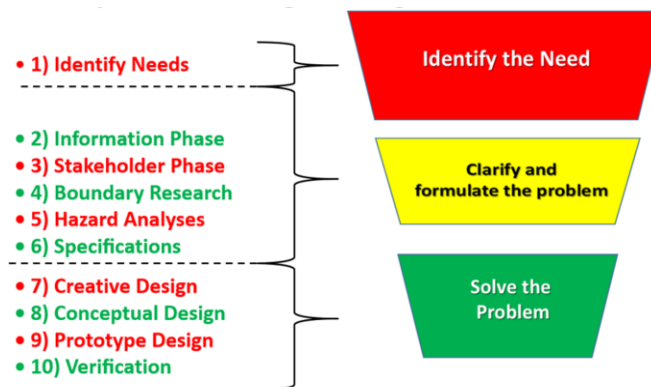 • 1) Identify Needs
• 2) Information Phase
• 3) Stakeholder Phase
• 4) Boundary Research
• 5) Hazard Analyses
• 6) Specifications
• 7) Creative Design
• 8) Conceptual Design
• 9) Prototype Design
• 10) Verification
Identify the Need
Clarify and
formulate the problem
Solve the
Problem